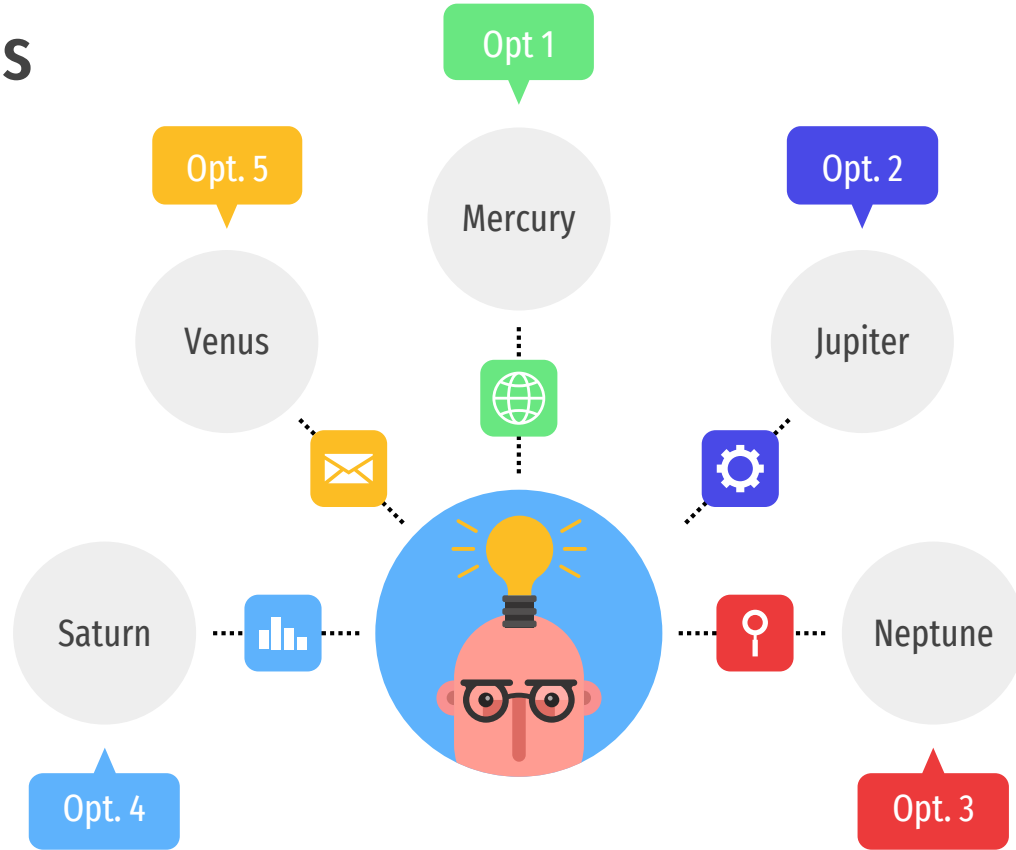 s
Opt 1
Mercury
Opt. 5
Venus
Opt. 2
Jupiter
Saturn
Opt. 4
Neptune
Opt. 3